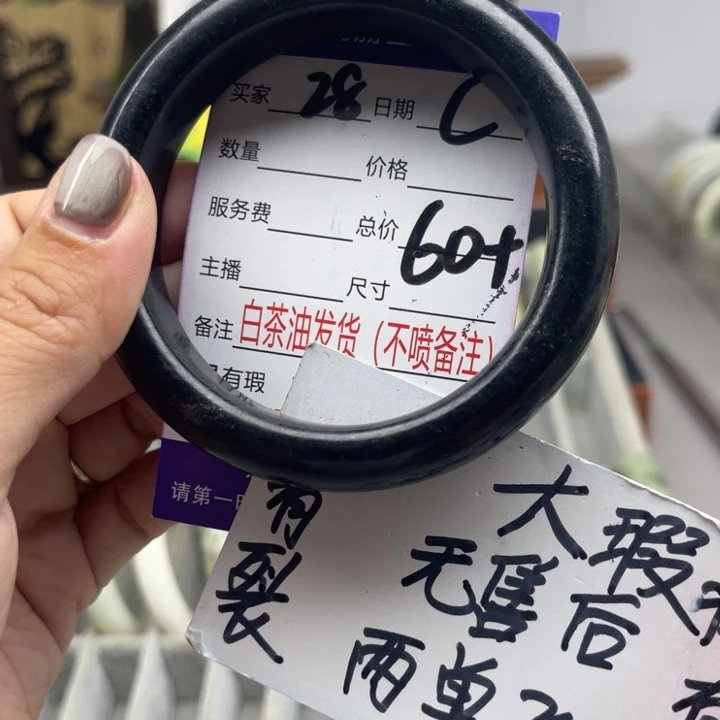 买家 28 日期
数量 价格
服务费 总价 60+
主播 尺寸
备注 白茶油发货 (不喷备注)
有瑕
请第一
有裂
大瑕
无售后
两单